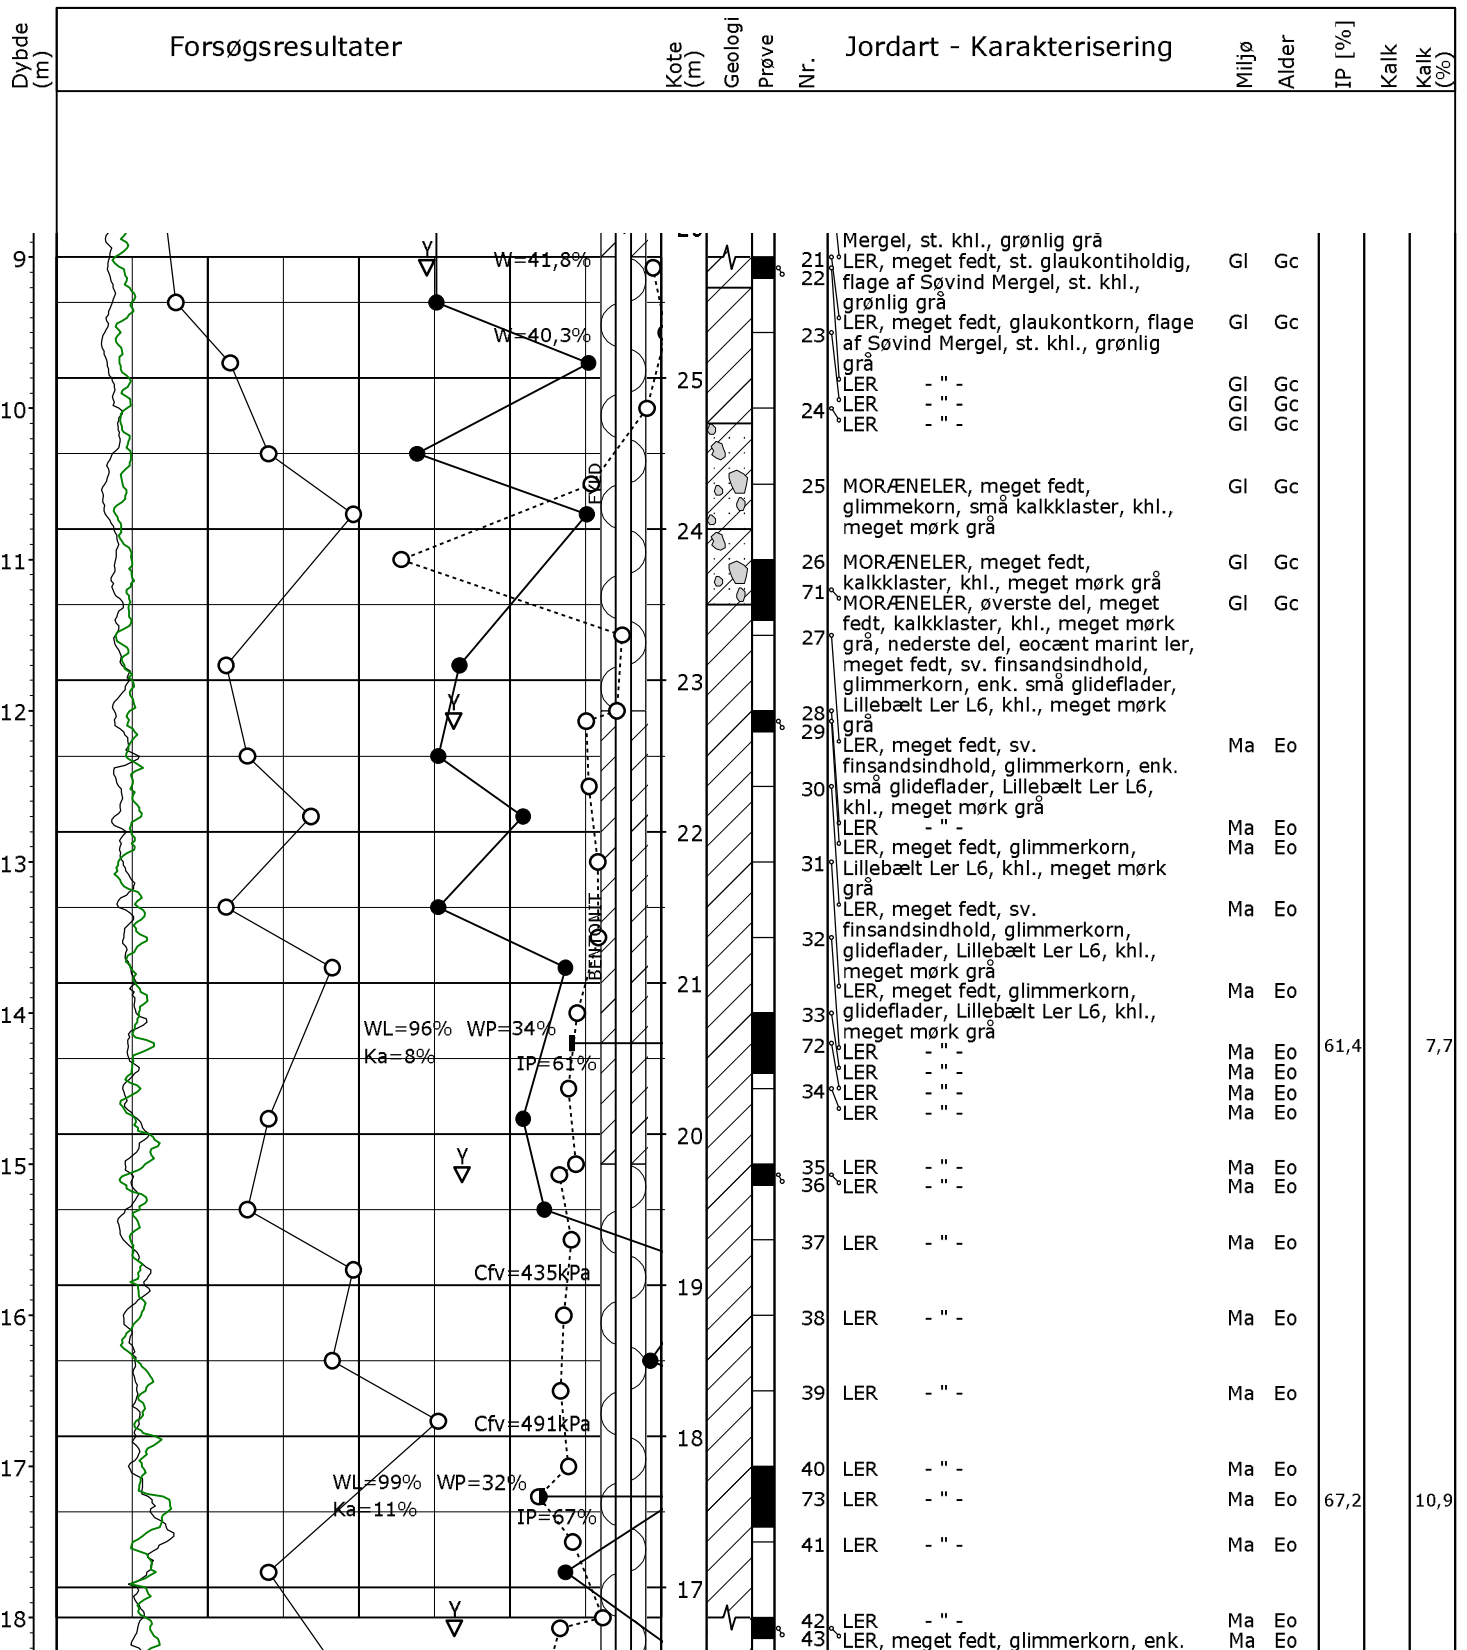 Dybde (m)
Forsøgsresultater
Kote (m)
Geologi
Prøve
Nr.
Jordart - Karakterisering
Miljø
Alder
IP [%]
Kalk
Kalk (%)
Mergel, st. khl., grønlig grå
9
Y
W=41,8%
21 LER, meget fedt, st. glaukontiholdig, Gl Gc
22 flage af Søvind Mergel, st. khl.,
grønlig grå
W=40,3%
LER, meget fedt, glaukontkorn, flage Gl Gc
23 af Søvind Mergel, st. khl., grønlig
grå
25
LER - " - Gl Gc
10
24 LER - " - Gl Gc
LER - " - Gl Gc
FYLD
25 MORÆNELER, meget fedt, Gl Gc
glimmekorn, små kalkklaster, khl.,
meget mørk grå
24
11
26 MORÆNELER, meget fedt, Gl Gc
kalkklaster, khl., meget mørk grå
71
MORÆNELER, øverste del, meget Gl Gc
fedt, kalkklaster, khl., meget mørk
27 grå, nederste del, eocænt marint ler,
meget fedt, sv. finsandsindhold,
23
glimmerkorn, enk. små glideflader,
Y
12
28 Lillebælt Ler L6, khl., meget mørk
29 grå
LER, meget fedt, sv. Ma Eo
finsandsindhold, glimmerkorn, enk.
30 små glideflader, Lillebælt Ler L6,
khl., meget mørk grå
22
LER - " - Ma Eo
LER, meget fedt, glimmerkorn, Ma Eo
13
31 Lillebælt Ler L6, khl., meget mørk
grå
LER, meget fedt, sv. Ma Eo
BENTONIT
finsandsindhold, glimmerkorn,
32 glideflader, Lillebælt Ler L6, khl.,
meget mørk grå
21
LER, meget fedt, glimmerkorn, Ma Eo
14
33 glideflader, Lillebælt Ler L6, khl.,
meget mørk grå
WL=96% WP=34%
72 LER - " - Ma Eo 61,4 7,7
Ka=8%
IP=61%
LER - " - Ma Eo
34 LER - " - Ma Eo
LER - " - Ma Eo
20
15
Y
35 LER - " - Ma Eo
36 LER - " - Ma Eo
37 LER - " - Ma Eo
Cfv=435kPa
19
16
38 LER - " - Ma Eo
39 LER - " - Ma Eo
Cfv=491kPa
18
17
40 LER - " - Ma Eo
WL=99% WP=32%
73 LER - " - Ma Eo 67,2 10,9
Ka=11%
IP=67%
41 LER - " - Ma Eo
17
18
Y
42 LER - " - Ma Eo
43 LER, meget fedt, glimmerkorn, enk. Ma Eo